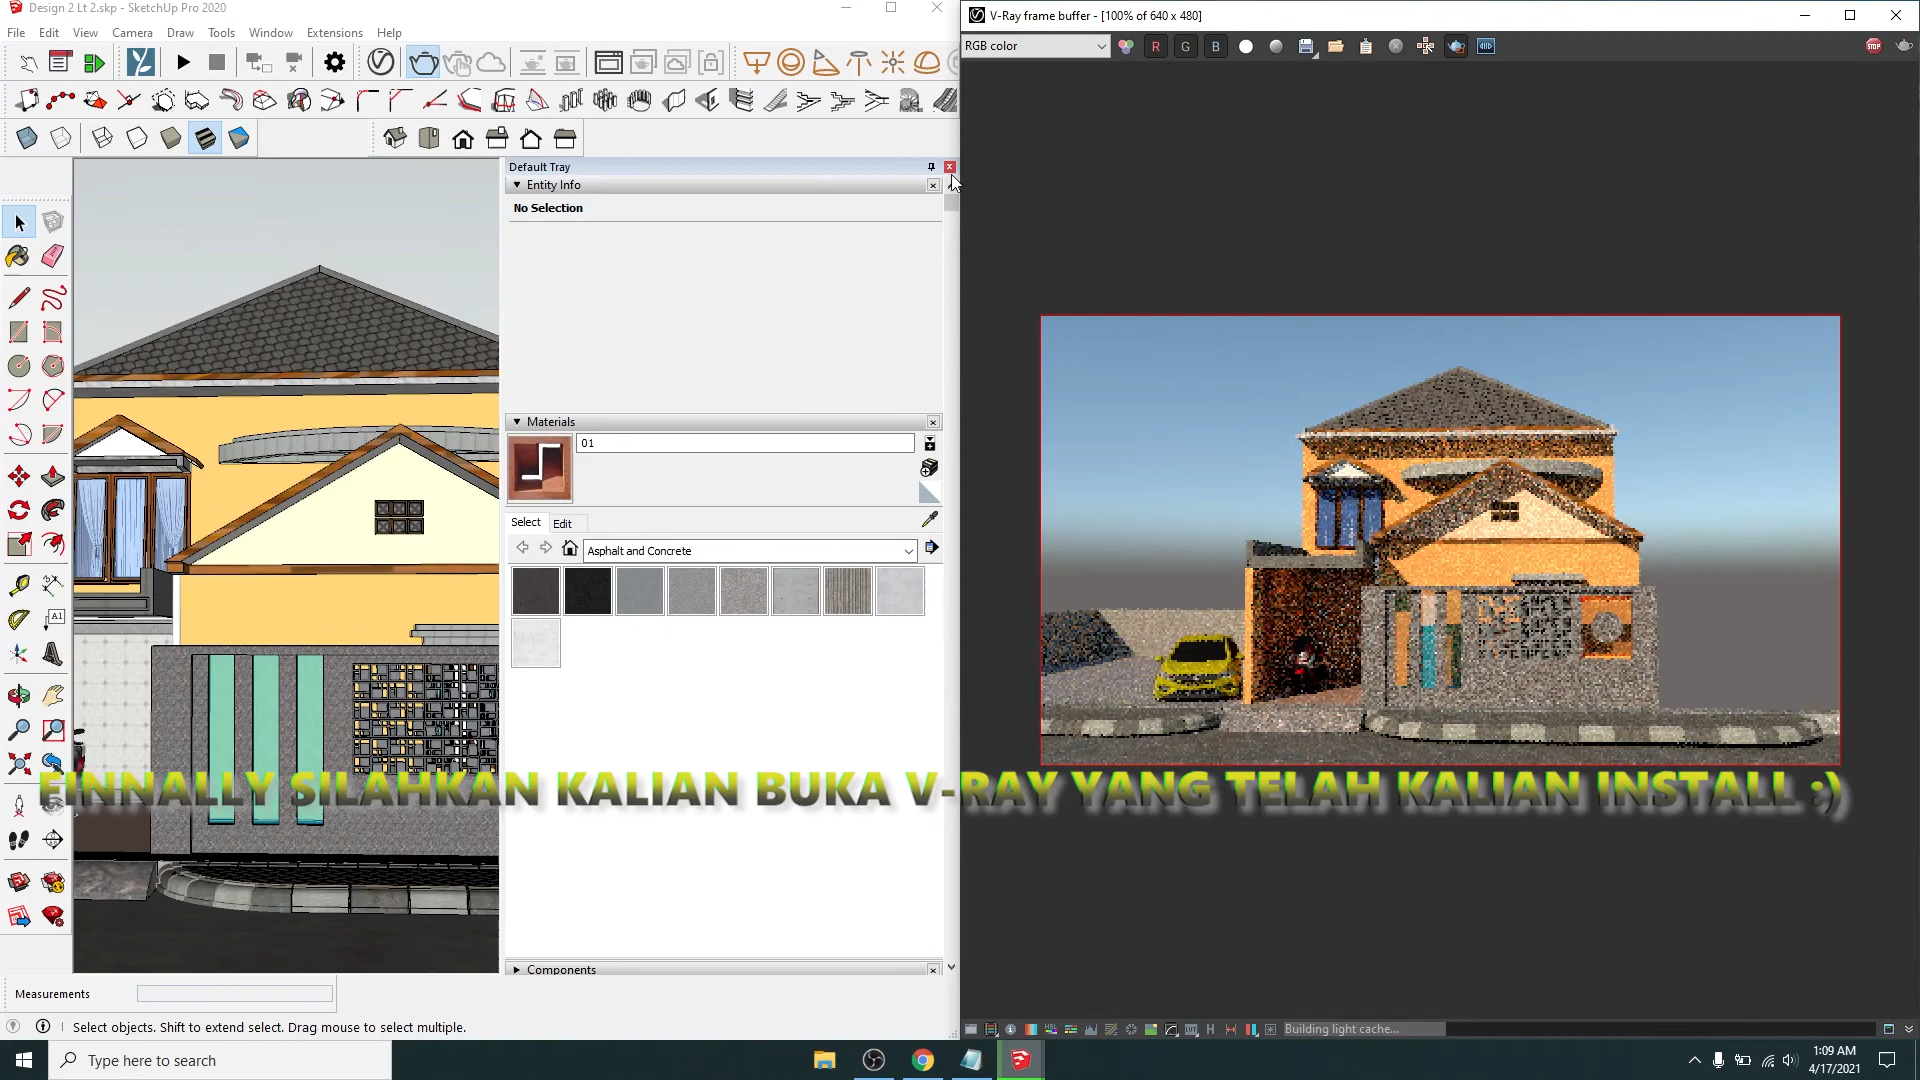 Design 2 Lt 2.skp - SketchUp Pro 2020
File Edit View Camera Draw Tools Window Extensions Help
Default Tray
Entity Info
No Selection
Materials
01
Select Edit
Asphalt and Concrete
Components
Measurements
Select objects. Shift to extend select. Drag mouse to select multiple.
V-Ray frame buffer - [100% of 640 x 480]
RGB color
R G B
STOP
A1
H
Building light cache...
FINNALLY SILAHKAN KALIAN BUKA V-RAY YANG TELAH KALIAN INSTALL :)
Type here to search
1:09 AM
4/17/2021